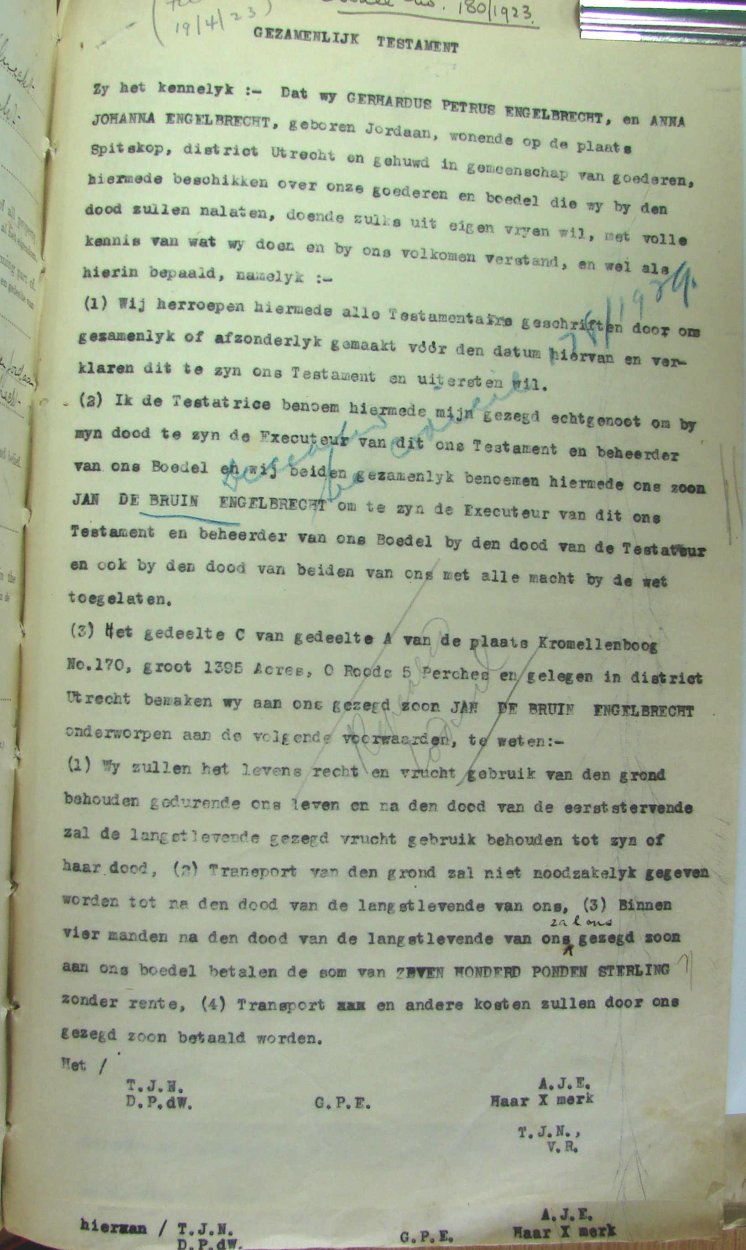 180/1923.
19/4/23
GEZAMENLIJK TESTAMENT
Zy het kennelyk :- Dat wy GERHARDUS PETRUS ENGELBRECHT, en ANNA
JOHANNA ENGELBRECHT, geboren Jordaan, wonende op de plaats
Spitskop, district Utrecht en gehuwd in gemeenschap van goederen,
hiermede beschikken over onze goederen en boedel die wy by den
dood zullen nalaten, doende zulks uit eigen vryen wil, met volle
kennis van wat wy doen en by ons volkomen verstand, en wel als
hierin bepaald, namelyk :-
(1) Wij herroepen hiermede alle Testamentaire geschriften door ons
gezamenlyk of afzonderlyk gemaakt vóór den datum hiervan en ver-
klaren dit te zyn ons Testament en uitersten wil.
(2) Ik de Testatrice benoem hiermede mijn gezegd echtgenoot om by
myn dood te zyn de Executeur van dit ons Testament en beheerder
van ons Boedel en wij beiden gezamenlyk benoemen hiermede ons zoon
JAN DE BRUIN ENGELBRECHT om te zyn de Executeur van dit ons
Testament en beheerder van ons Boedel by den dood van de Testateur
en ook by den dood van beiden van ons met alle macht by de wet
toegelaten.
(3) Het gedeelte C van gedeelte A van de plaats Kromellenboog
No.170, groot 1395 Acres, 0 Roods 5 Perches en gelegen in district
Utrecht bemaken wy aan ons gezegd zoon JAN DE BRUIN ENGELBRECHT
onderworpen aan de volgende voorwaarden, te weten:-
(1) Wy zullen het levens recht en vrucht gebruik van den grond
behouden gedurende ons leven en na den dood van de eerststervende
zal de langstlevende gezegd vrucht gebruik behouden tot zyn of
haar dood, (2) Transport van den grond zal niet noodzakelyk gegeven
worden tot na den dood van de langstlevende van ons, (3) Binnen
zal ons
vier manden na den dood van de langstlevende van ons gezegd zoon
aan ons boedel betalen de som van ZEVEN HONDERD PONDEN STERLING
zonder rente, (4) Transport xxx en andere kosten zullen door ons
gezegd zoon betaald worden.
Het /
T.J.N. A.J.E.
D.P.dW. G.P.E. Haar X merk
T.J.N.,
V.R.
A.J.E.
hierzan / T.J.N. G.P.E. Haar X merk
D.P.dW.